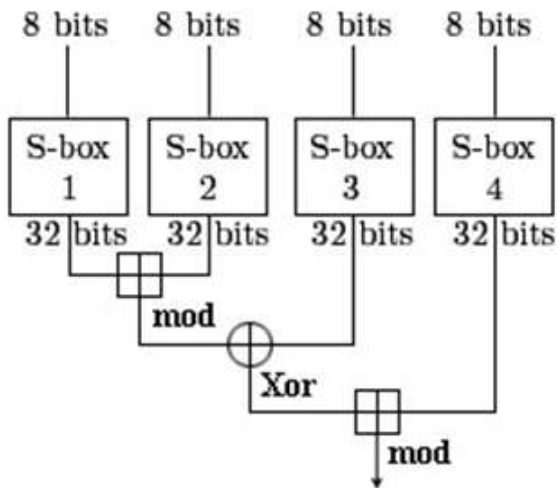 8 bits 8 bits 8 bits 8 bits
S-box S-box S-box S-box
1 2 3 4
32 bits 32 bits 32 bits 32 bits
mod
Xor
mod